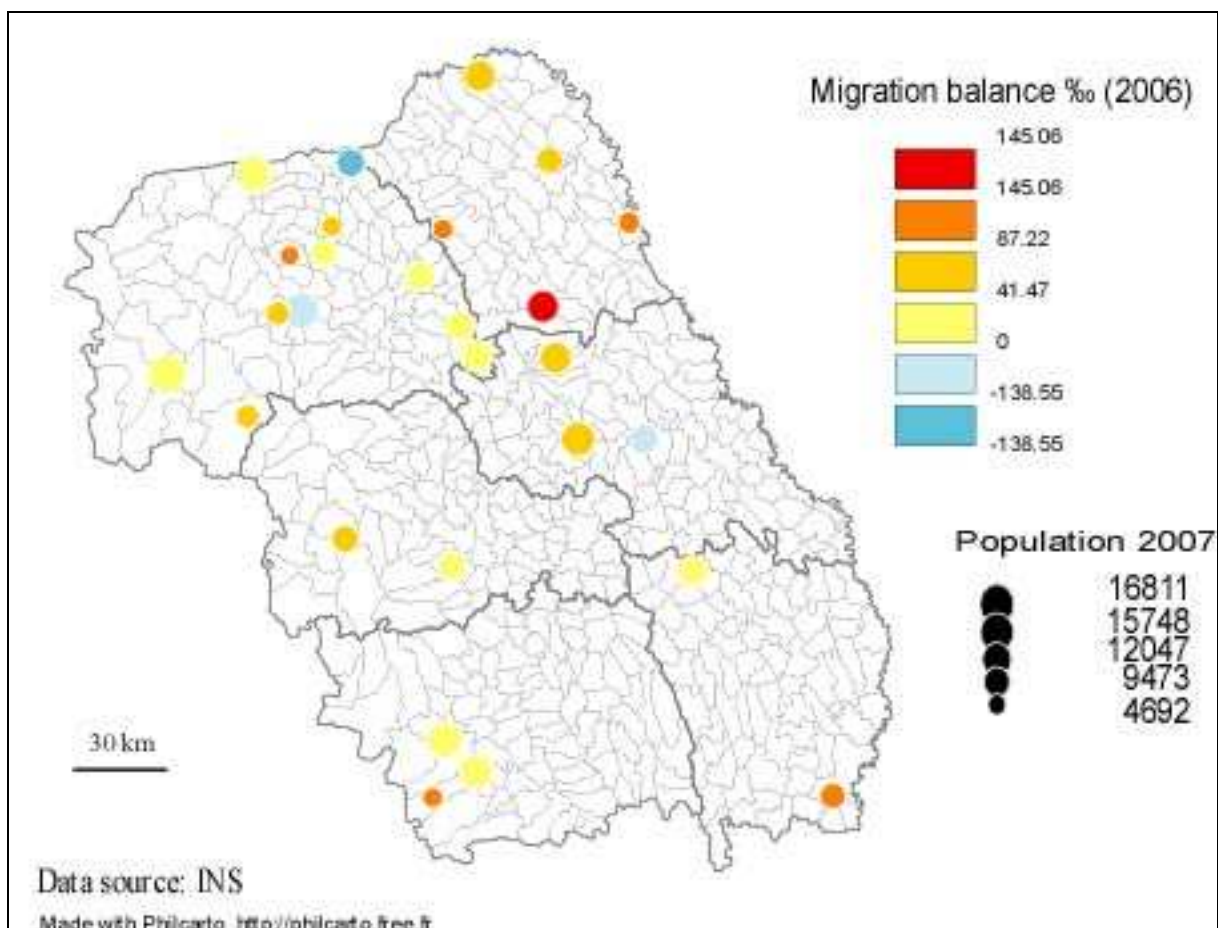 Migration balance ‰ (2006)
145.06
145.06
87.22
41.47
0
-138.55
-138.55
Population 2007
16811
15748
12047
9473
4692
30 km
Data source: INS
Made with Philcarto http://philcarto.free.fr